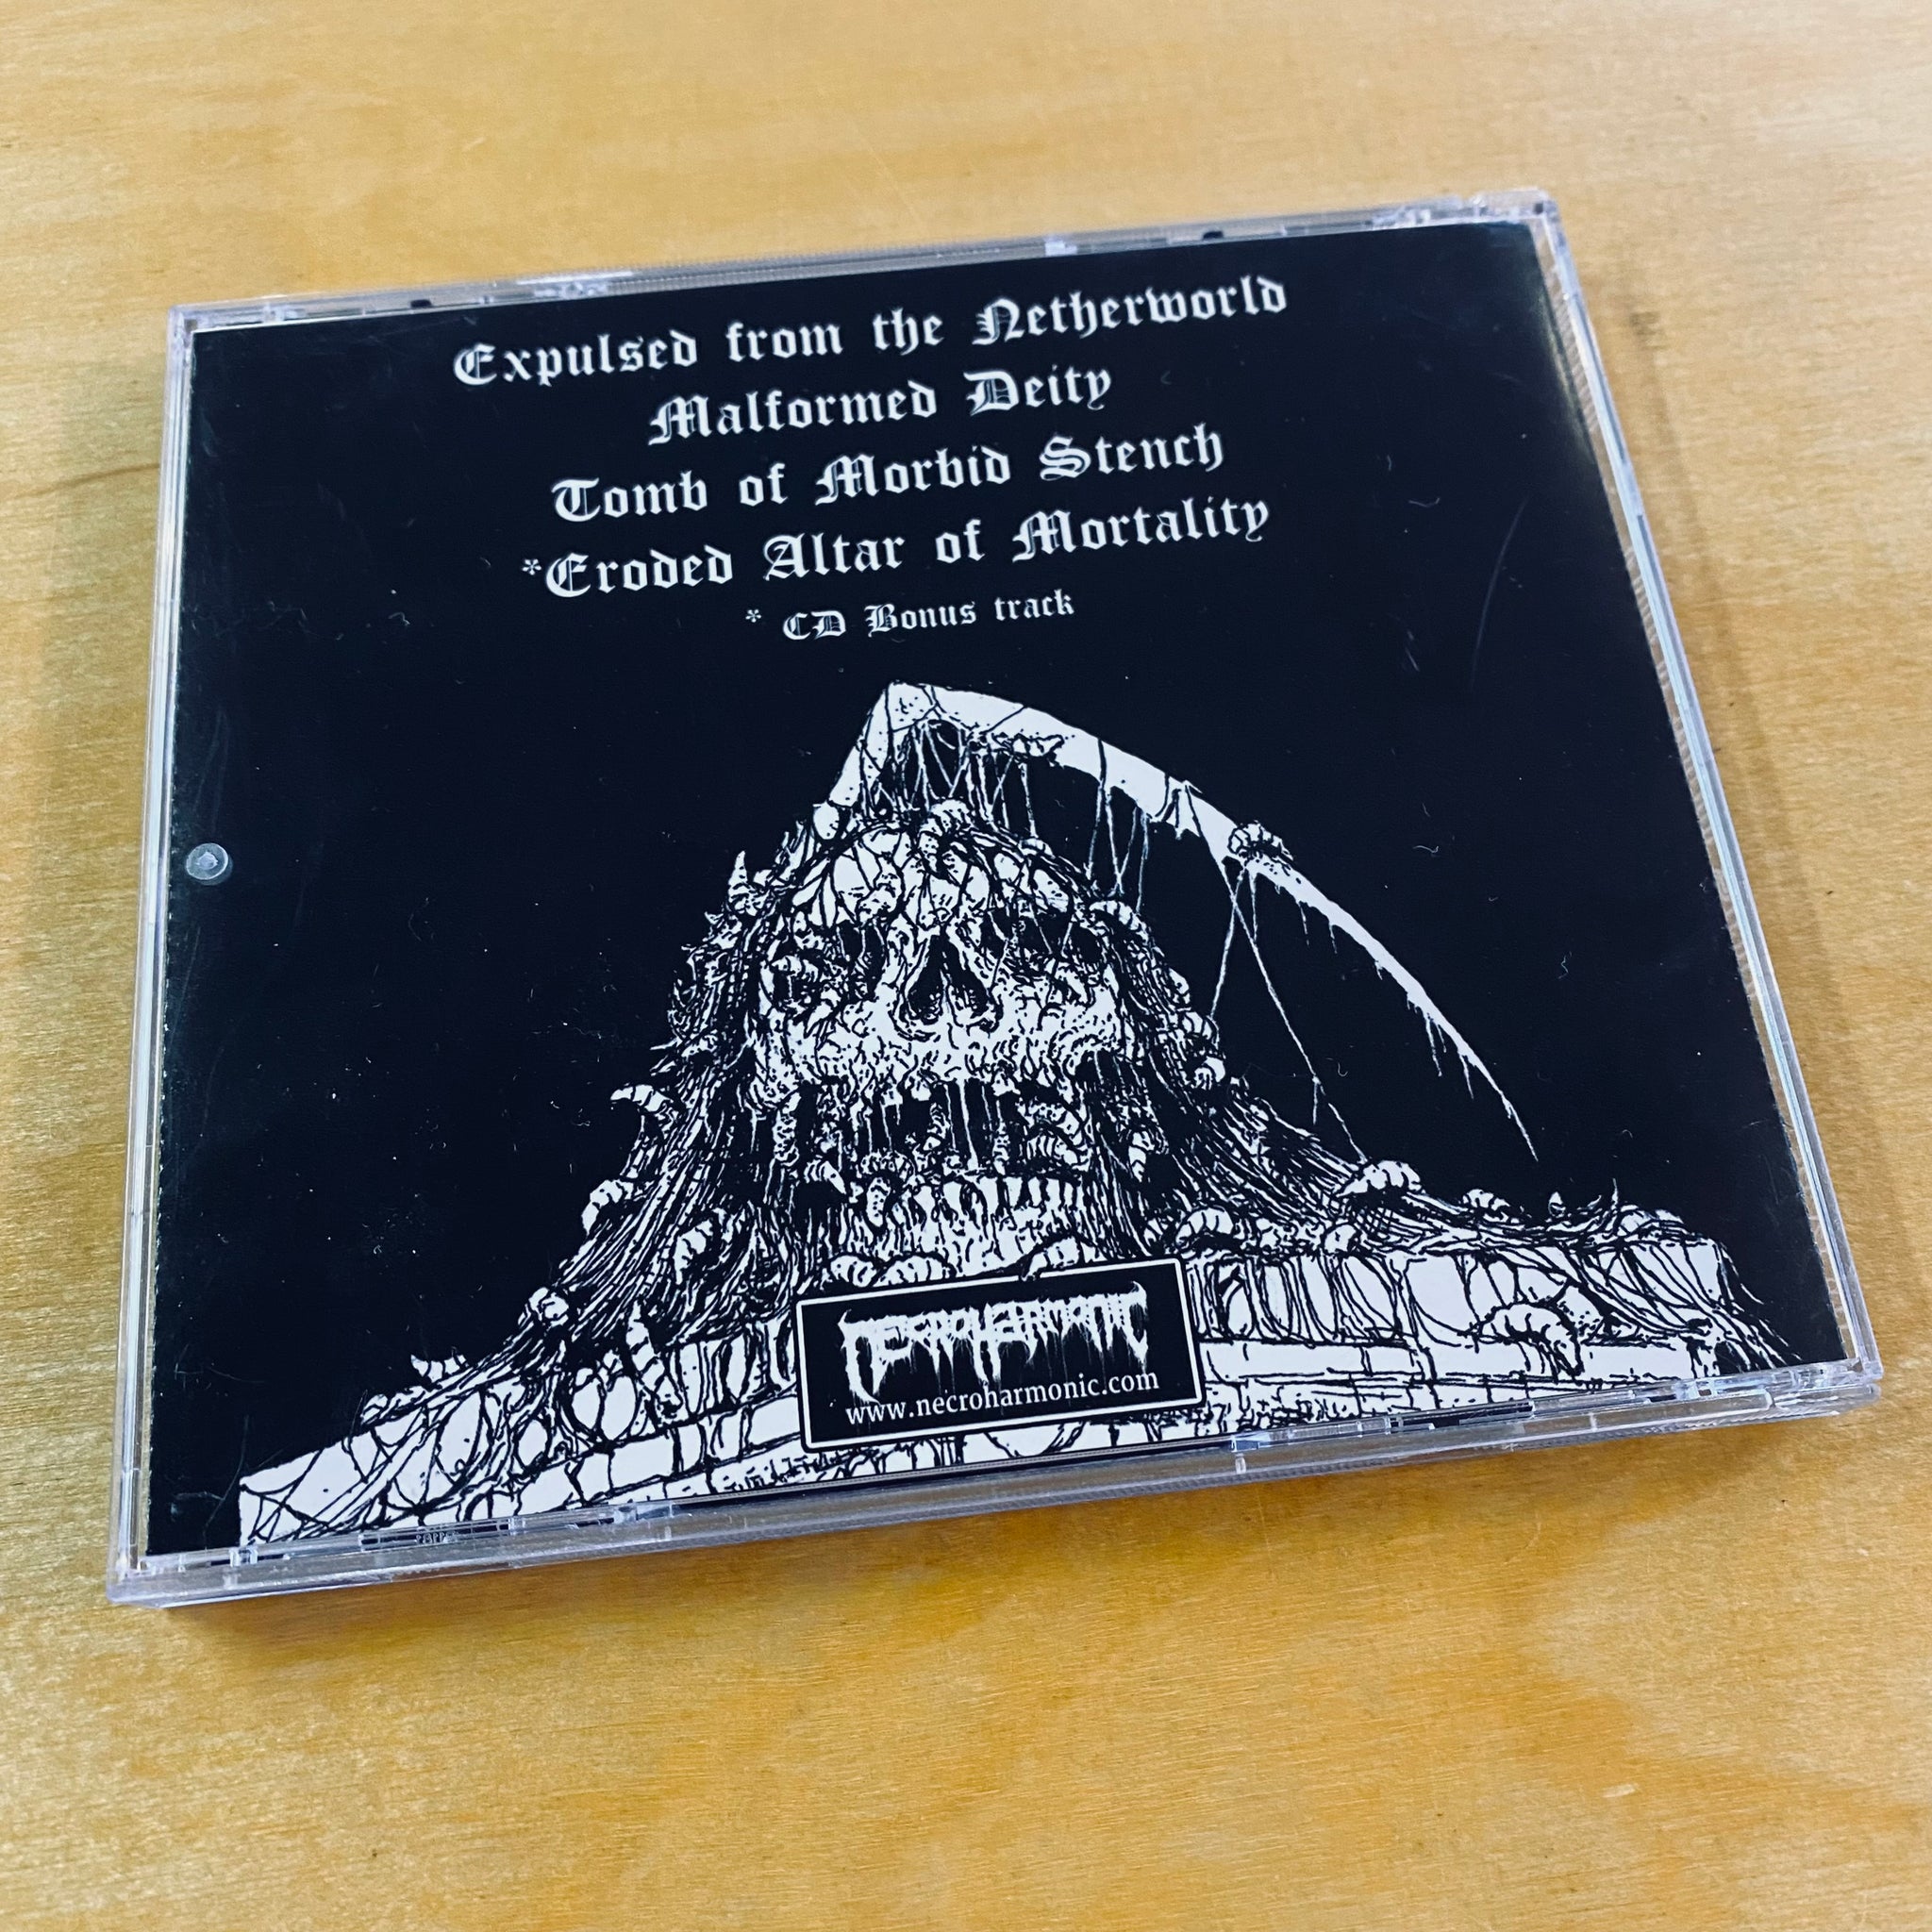 Expulsed from the Netherworld
Malformed Deity
Tomb of Morbid Stench
*Eroded Altar of Mortality
* CD Bonus track
Necroharmonic
www.necroharmonic.com